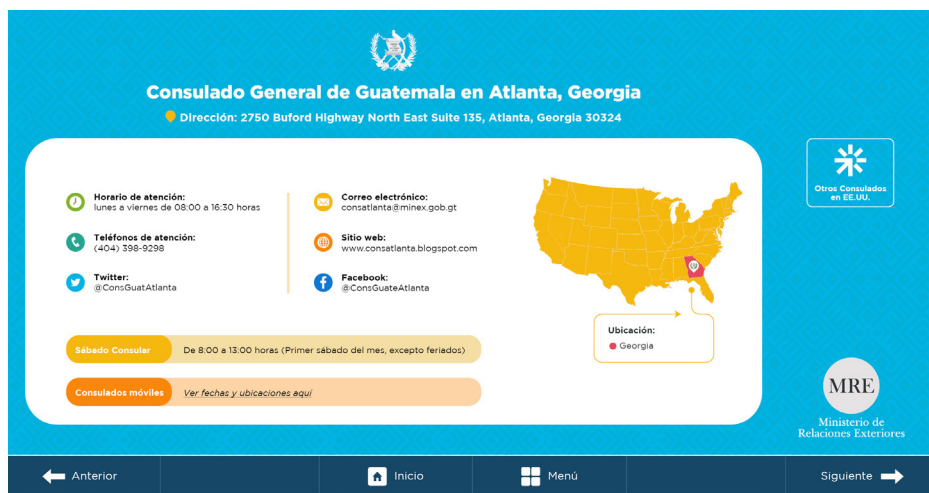 Consulado General de Guatemala en Atlanta, Georgia
Dirección: 2750 Buford Highway North East Suite 135, Atlanta, Georgia 30324
Horario de atención:
lunes a viernes de 08:00 a 16:30 horas
Teléfonos de atención:
(404) 398-9298
Twitter:
@ConsGuatAtlanta
Correo electrónico:
consatlanta@minex.gob.gt
Sitio web:
www.consatlanta.blogspot.com
Facebook:
@ConsGuateAtlanta
Ubicación:
Georgia
Sábado Consular
De 8:00 a 13:00 horas (Primer sábado del mes, excepto feriados)
Consulados móviles
Ver fechas y ubicaciones aquí
Otros Consulados
en EE.UU.
MRE
Ministerio de
Relaciones Exteriores
Anterior
Inicio
Menú
Siguiente